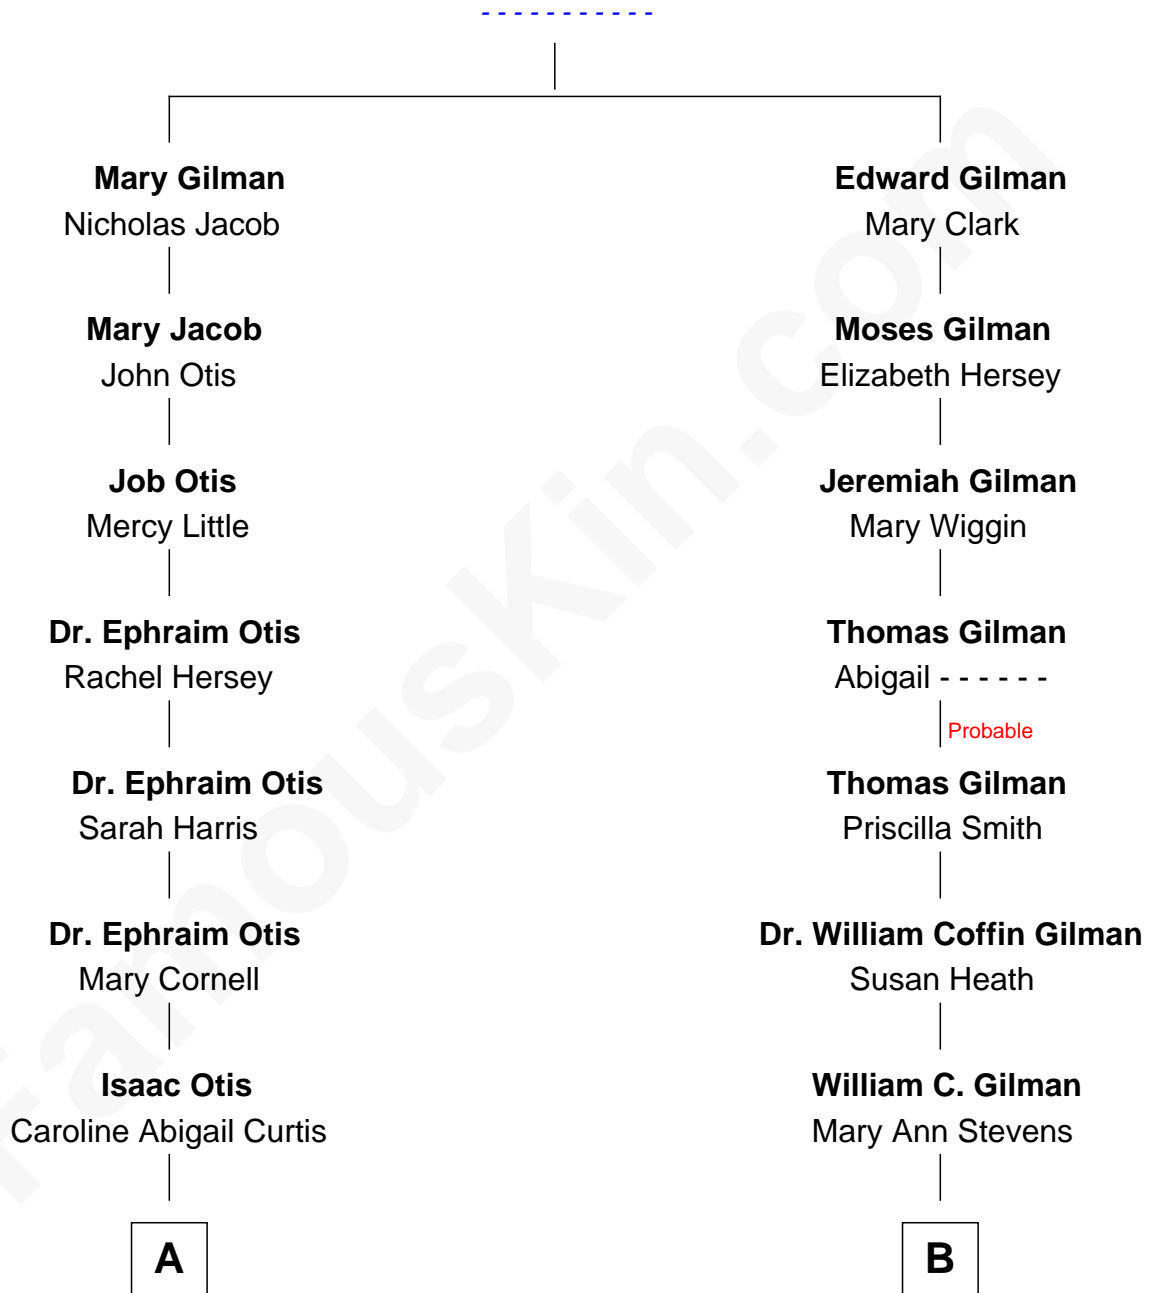 - - - - - - - - - - -
Mary Gilman
Nicholas Jacob
Edward Gilman
Mary Clark
Mary Jacob
John Otis
Moses Gilman
Elizabeth Hersey
Job Otis
Mercy Little
Jeremiah Gilman
Mary Wiggin
Dr. Ephraim Otis
Rachel Hersey
Thomas Gilman
Abigail - - - - - -
Probable
Dr. Ephraim Otis
Sarah Harris
Thomas Gilman
Priscilla Smith
Dr. Ephraim Otis
Mary Cornell
Dr. William Coffin Gilman
Susan Heath
Isaac Otis
Caroline Abigail Curtis
William C. Gilman
Mary Ann Stevens
A
B
FamousKin.com